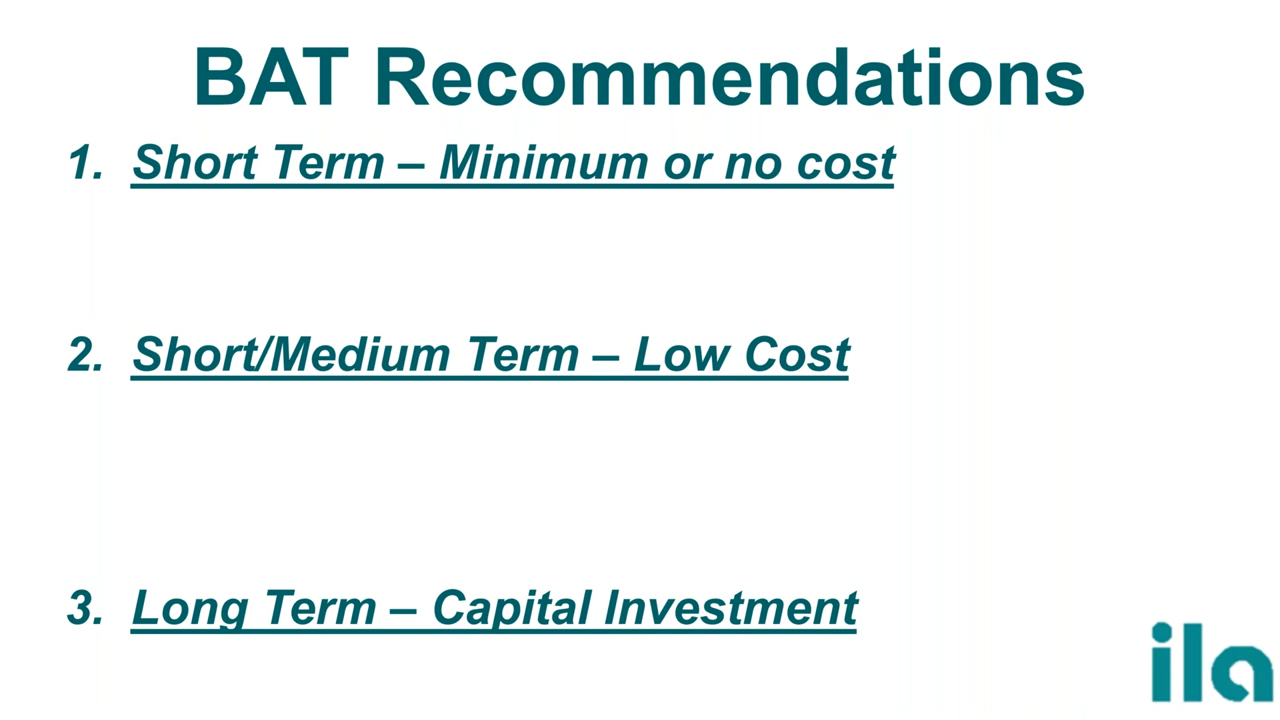 BAT Recommendations
1. Short Term – Minimum or no cost
2. Short/Medium Term – Low Cost
3. Long Term – Capital Investment
ila